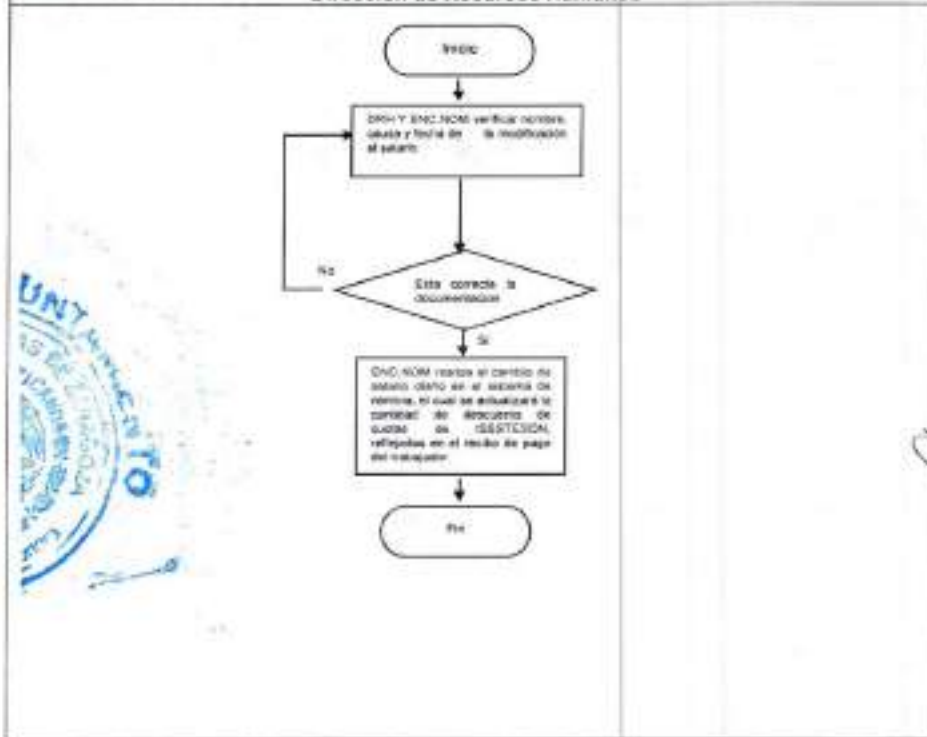 Dirección de Recursos Humanos
Inicio
DRH Y ENC.NOM verificar nombre,
causa y fecha de la modificación
al salario
No
Esta correcta la
documentacion
Si
ENC.NOM realiza el cambio de
salario diario en el sistema de
nómina, el cual se actualizará la
cantidad de descuento de
cuotas de ISSSTESON,
reflejadas en el recibo de pago
del trabajador
Fin